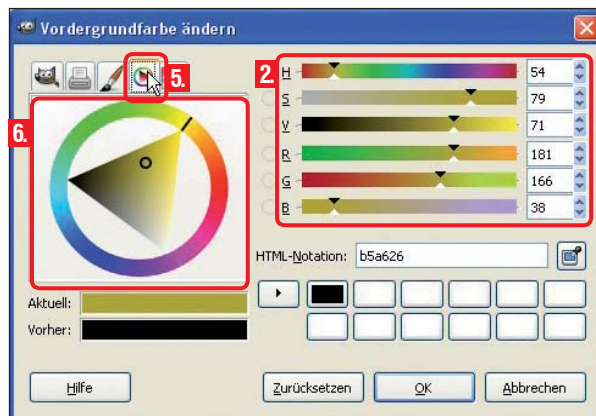 Vordergrundfarbe ändern
5.
2.
6.
H 54
S 79
V 71
R 181
G 166
B 38
HTML-Notation: b5a626
Aktuell:
Vorher:
Hilfe
Zurücksetzen
OK
Abbrechen